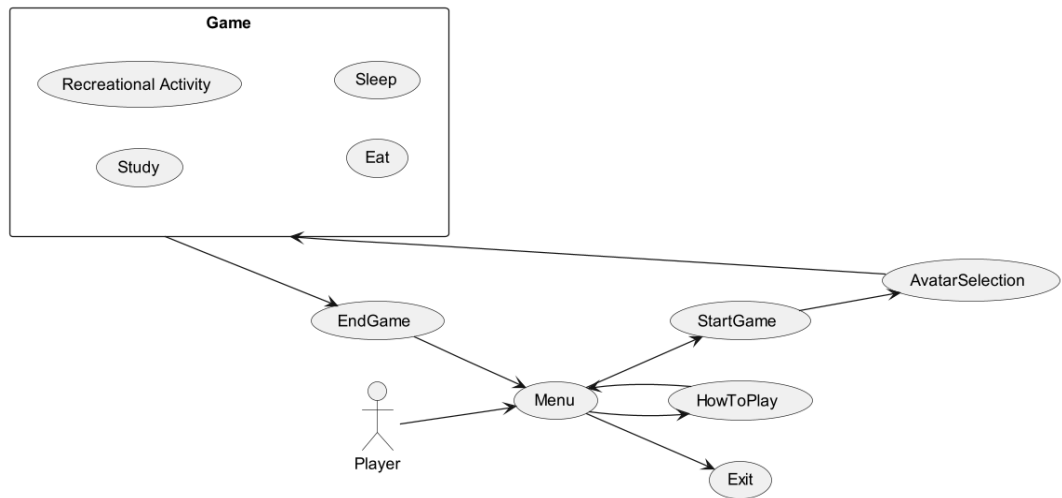 Game
Recreational Activity
Sleep
Study
Eat
AvatarSelection
EndGame
StartGame
Menu
HowToPlay
Player
Exit